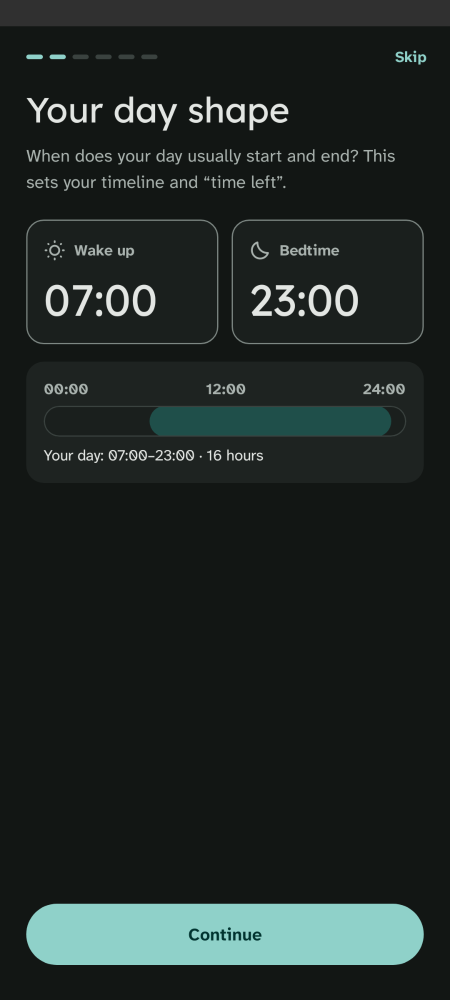 Skip
Your day shape
When does your day usually start and end? This
sets your timeline and “time left”.
Wake up
Bedtime
07:00
23:00
00:00 12:00 24:00
Your day: 07:00–23:00 · 16 hours
Continue